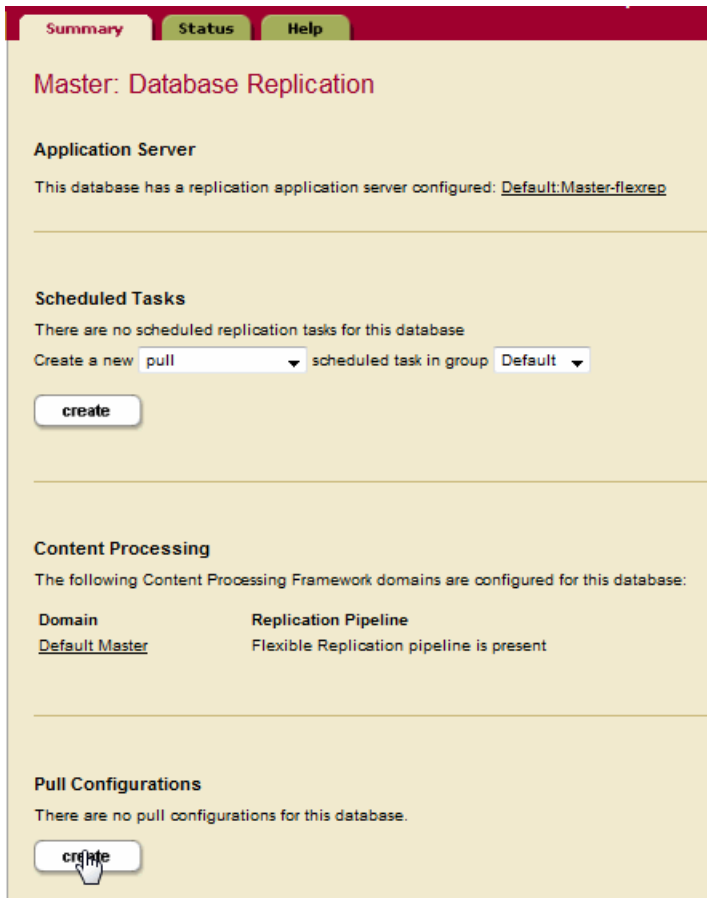 Summary Status Help
Master: Database Replication
Application Server
This database has a replication application server configured: Default:Master-flexrep
Scheduled Tasks
There are no scheduled replication tasks for this database
Create a new pull scheduled task in group Default
create
Content Processing
The following Content Processing Framework domains are configured for this database:
Domain Replication Pipeline
Default Master Flexible Replication pipeline is present
Pull Configurations
There are no pull configurations for this database.
create